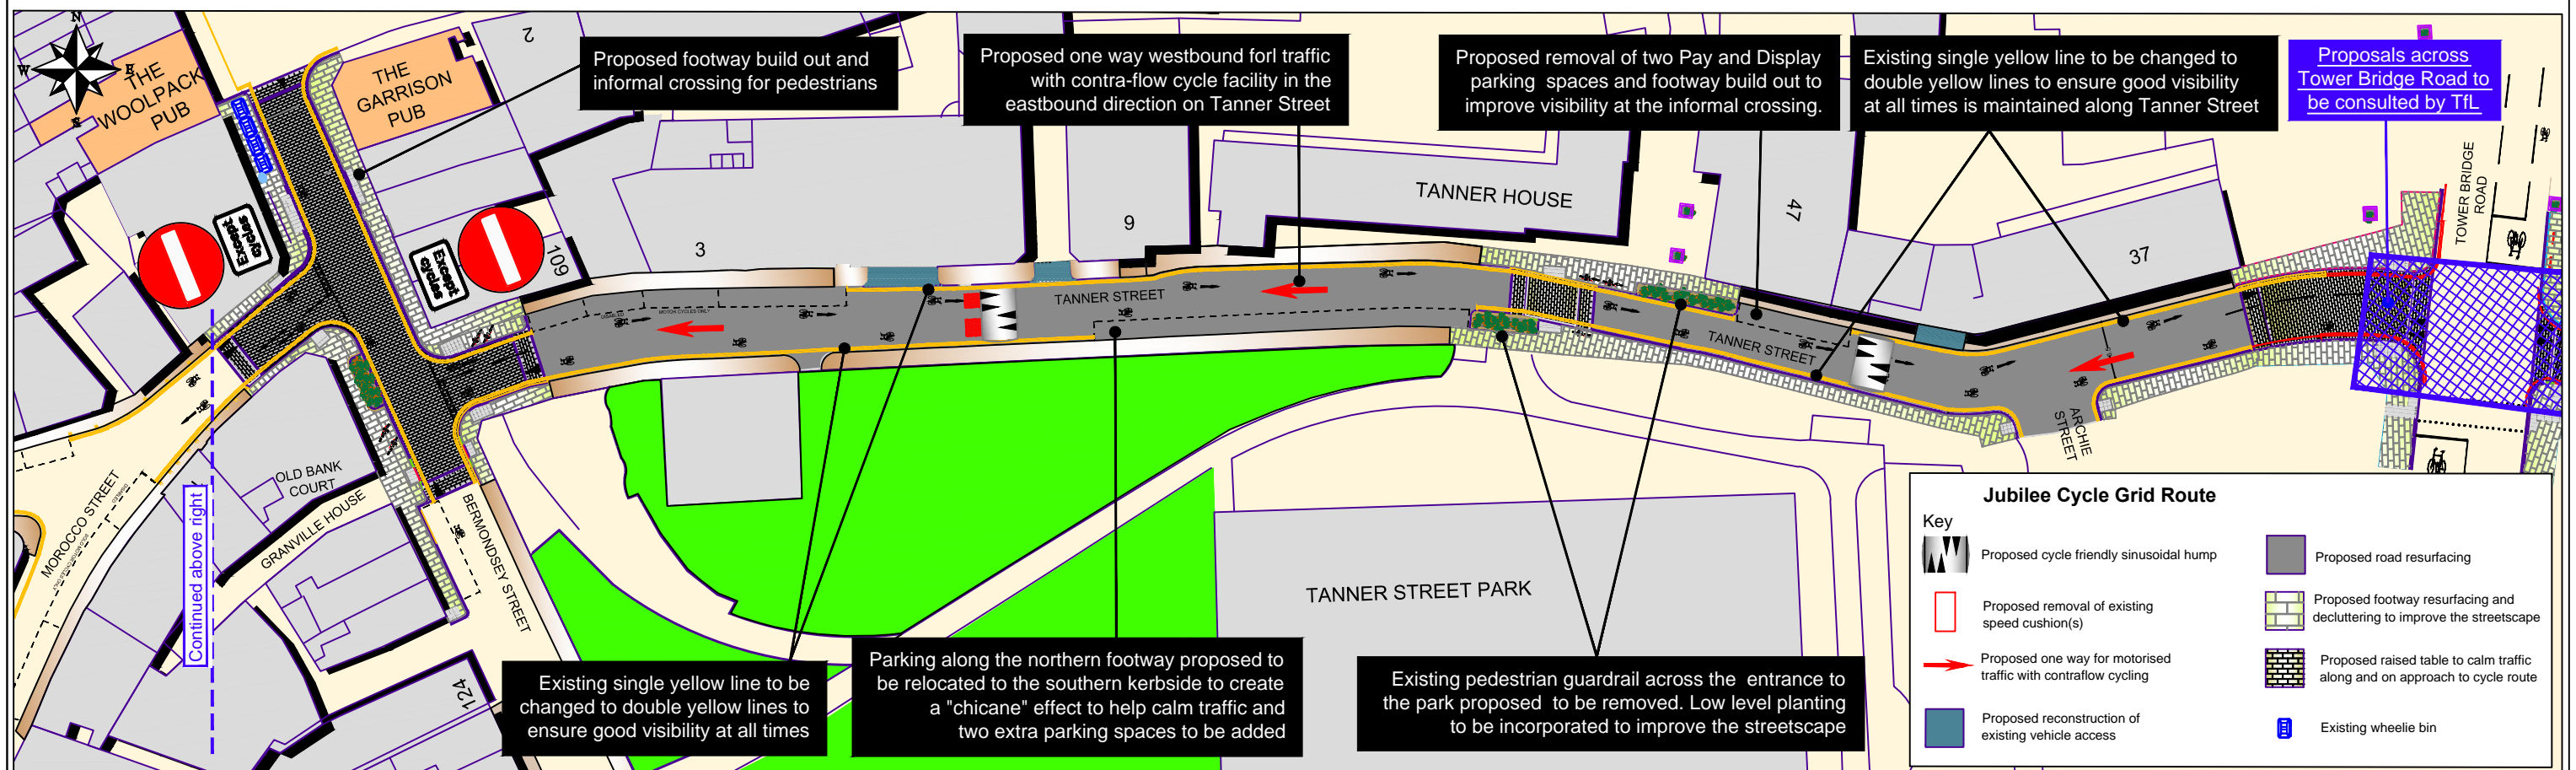 N
W
E
S
THE
WOOLPACK
PUB
THE
GARRISON
PUB
2
Proposed footway build out and
informal crossing for pedestrians
Proposed one way westbound forl traffic
with contra-flow cycle facility in the
eastbound direction on Tanner Street
Proposed removal of two Pay and Display
parking spaces and footway build out to
improve visibility at the informal crossing.
Existing single yellow line to be changed to
double yellow lines to ensure good visibility
at all times is maintained along Tanner Street
Proposals across
Tower Bridge Road to
be consulted by TfL
TOWER BRIDGE
ROAD
Except
cycles
Except
cycles
109
3
9
TANNER HOUSE
47
37
MOTOR CYCLES ONLY
TANNER STREET
TANNER STREET
ARCHIE
STREET
OLD BANK
COURT
GRANVILLE HOUSE
MOROCCO STREET
BERMONDSEY STREET
Continued above right
124
TANNER STREET PARK
Existing single yellow line to be
changed to double yellow lines to
ensure good visibility at all times
Parking along the northern footway proposed to
be relocated to the southern kerbside to create
a "chicane" effect to help calm traffic and
two extra parking spaces to be added
Existing pedestrian guardrail across the entrance to
the park proposed to be removed. Low level planting
to be incorporated to improve the streetscape
Jubilee Cycle Grid Route
Key
Proposed cycle friendly sinusoidal hump
Proposed removal of existing
speed cushion(s)
Proposed one way for motorised
traffic with contraflow cycling
Proposed reconstruction of
existing vehicle access
Proposed road resurfacing
Proposed footway resurfacing and
decluttering to improve the streetscape
Proposed raised table to calm traffic
along and on approach to cycle route
Existing wheelie bin